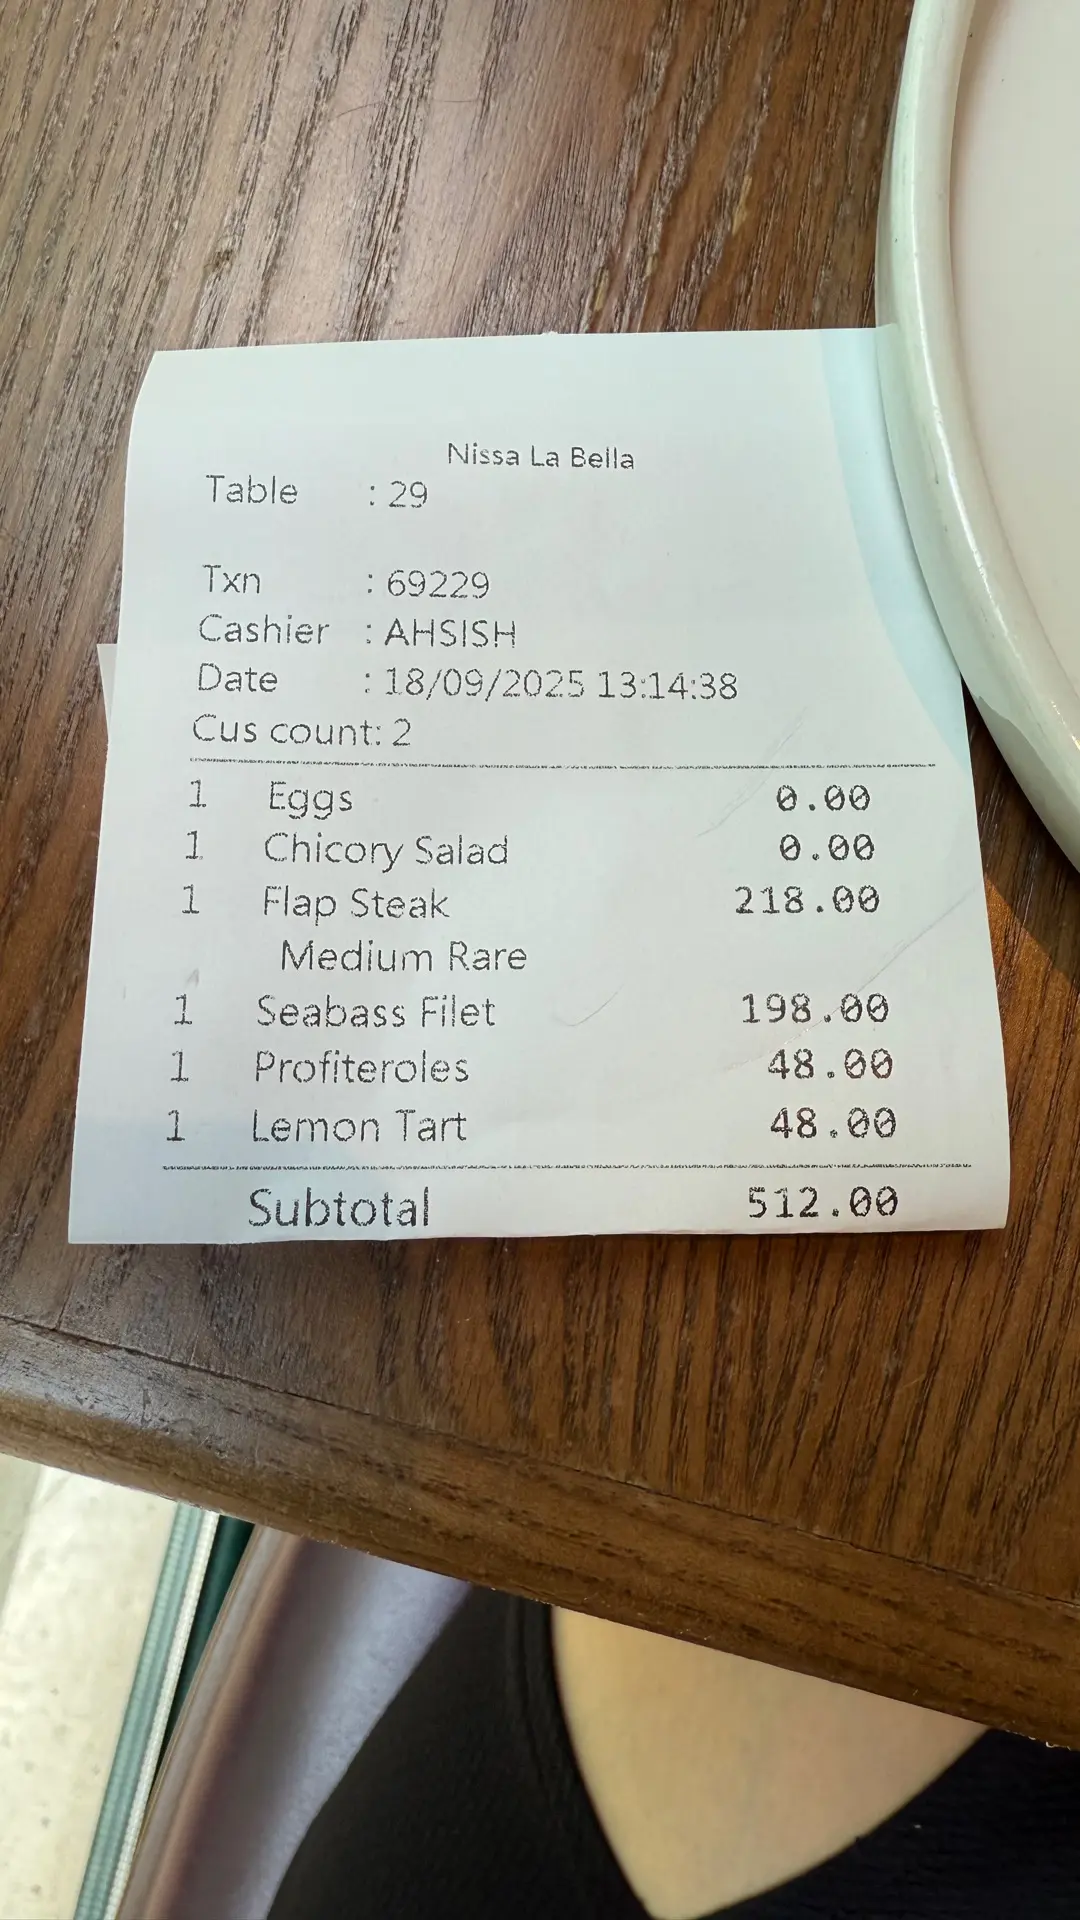 Nissa La Bella
Table : 29
Txn : 69229
Cashier : AHSISH
Date : 18/09/2025 13:14:38
Cus count: 2
1 Eggs 0.00
1 Chicory Salad 0.00
1 Flap Steak 218.00
Medium Rare
1 Seabass Filet 198.00
1 Profiteroles 48.00
1 Lemon Tart 48.00
Subtotal 512.00